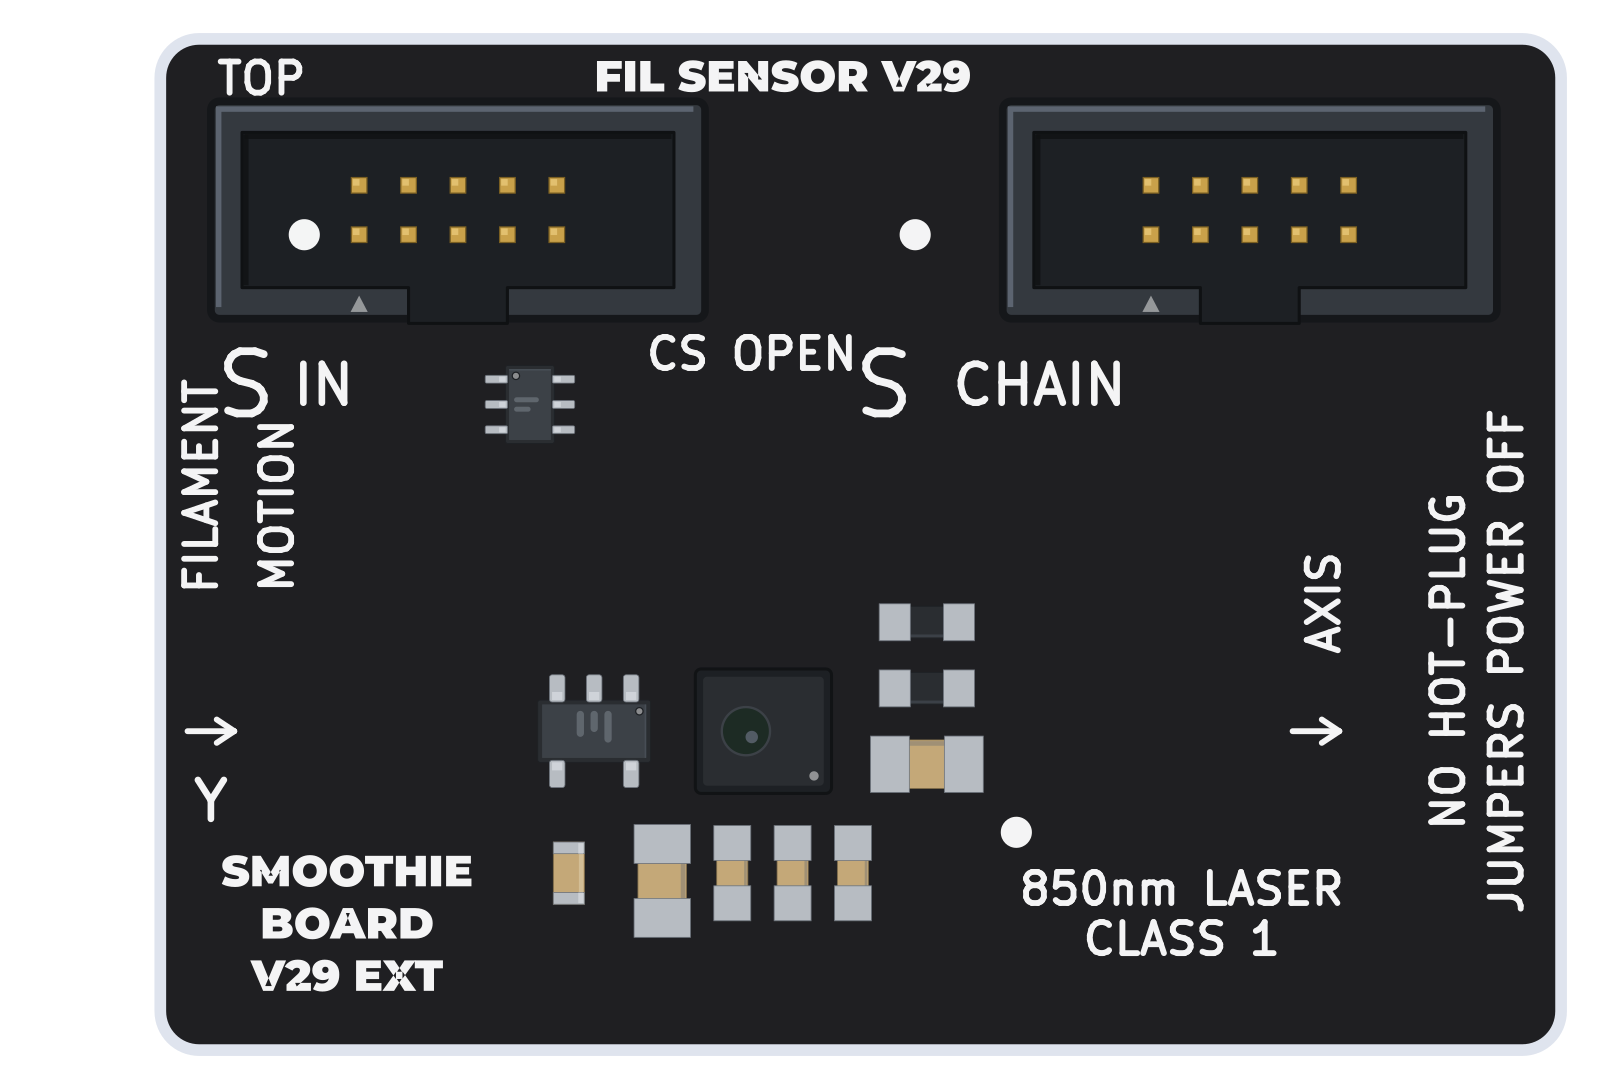 TOP
FIL SENSOR V29
CS OPEN
S IN
S CHAIN
FILAMENT
MOTION
AXIS
NO HOT-PLUG
JUMPERS POWER OFF
→
→
Y
SMOOTHIE
BOARD
V29 EXT
850nm LASER
CLASS 1